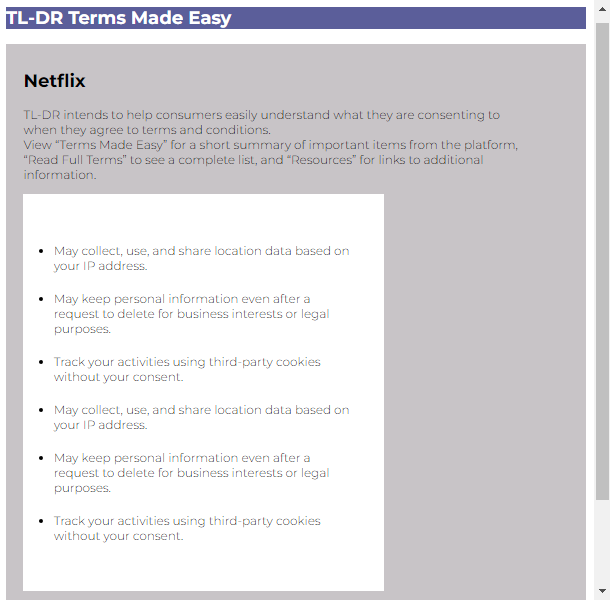 TL-DR Terms Made Easy
Netflix
TL-DR intends to help consumers easily understand what they are consenting to
when they agree to terms and conditions.
View “Terms Made Easy” for a short summary of important items from the platform,
“Read Full Terms” to see a complete list, and “Resources” for links to additional
information.
• May collect, use, and share location data based on
your IP address.
• May keep personal information even after a
request to delete for business interests or legal
purposes.
• Track your activities using third-party cookies
without your consent.
• May collect, use, and share location data based on
your IP address.
• May keep personal information even after a
request to delete for business interests or legal
purposes.
• Track your activities using third-party cookies
without your consent.